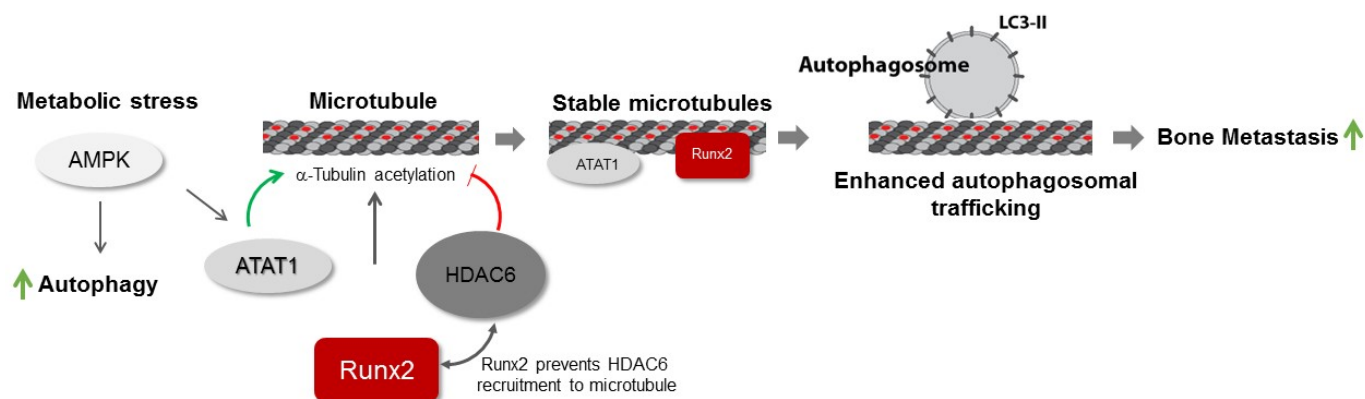 Metabolic stress
AMPK
Autophagy
ATAT1
Microtubule
α-Tubulin acetylation
HDAC6
Runx2
Runx2 prevents HDAC6
recruitment to microtubule
Stable microtubules
ATAT1
Runx2
LC3-II
Autophagosome
Enhanced autophagosomal
trafficking
Bone Metastasis